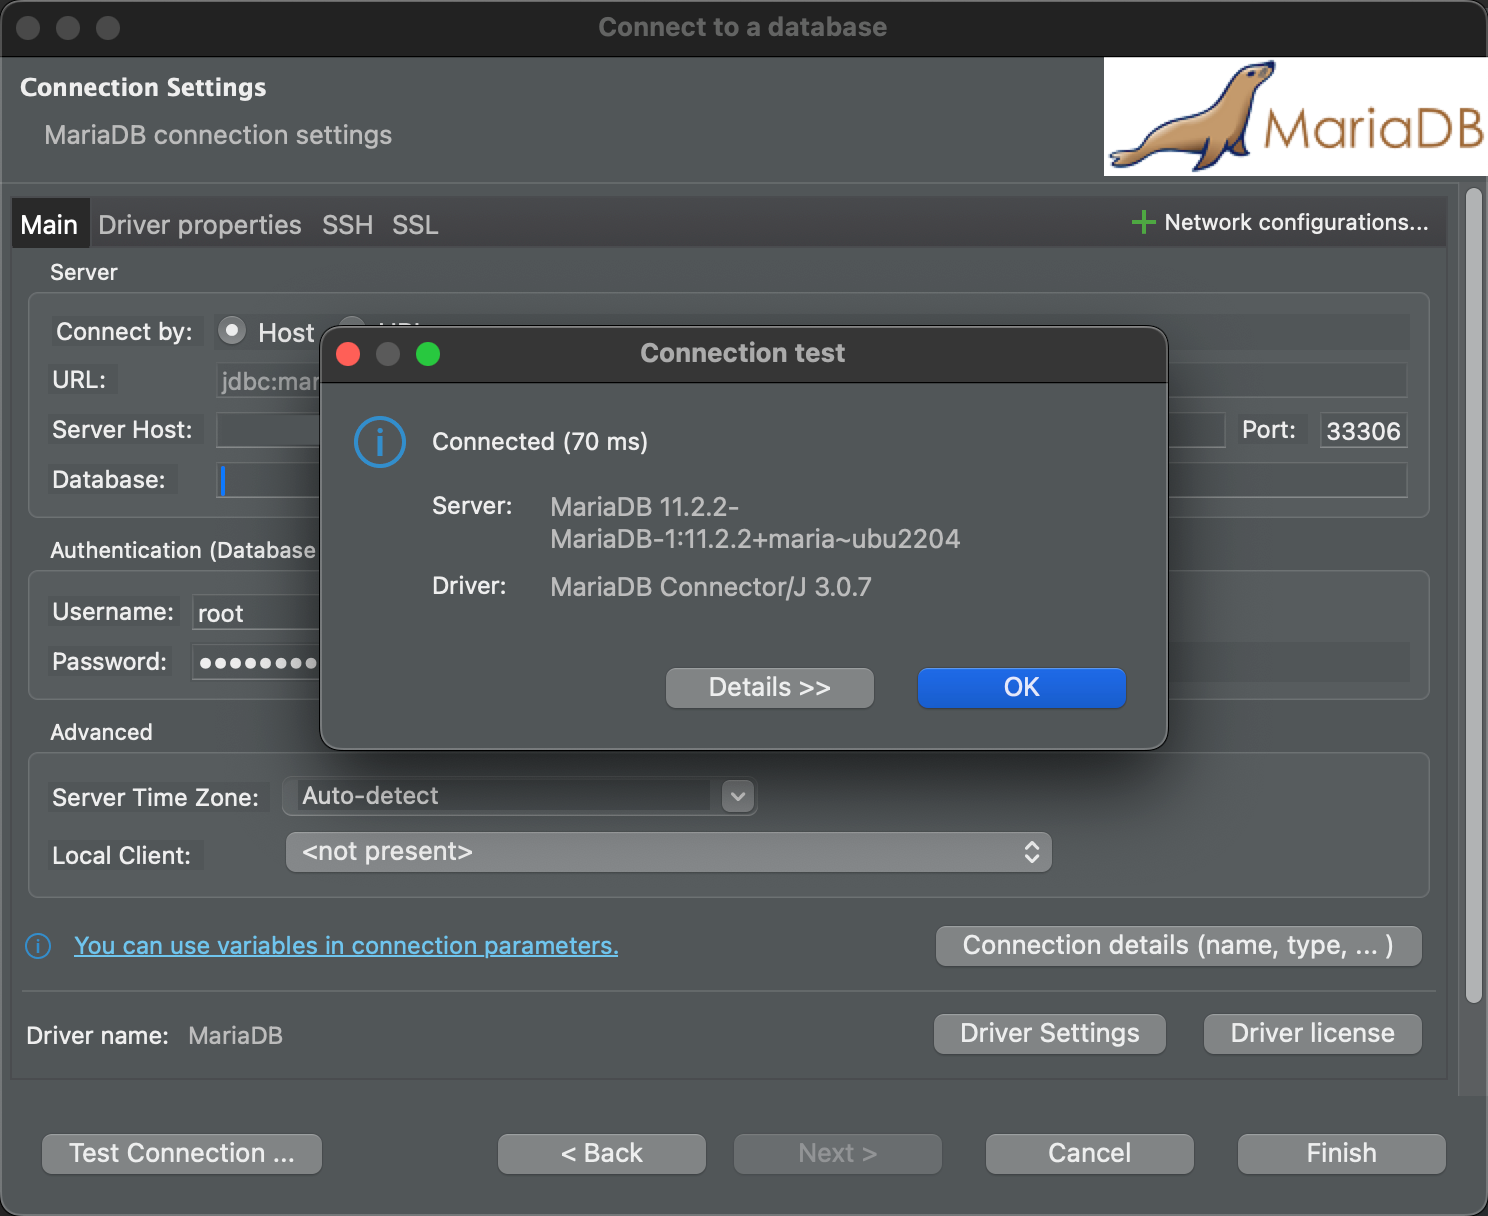 Connect to a database
Connection Settings
MariaDB connection settings
MariaDB
Main Driver properties SSH SSL
Network configurations...
Server
Connect by: Host
URL: jdbc:mar
Server Host:
Port: 33306
Database:
Authentication (Database
Username: root
Password: ••••••••
Connection test
Connected (70 ms)
Server: MariaDB 11.2.2-
MariaDB-1:11.2.2+maria~ubu2204
Driver: MariaDB Connector/J 3.0.7
Details >> OK
Advanced
Server Time Zone: Auto-detect
Local Client: <not present>
You can use variables in connection parameters.
Connection details (name, type, ... )
Driver name: MariaDB
Driver Settings Driver license
Test Connection ... < Back Next > Cancel Finish